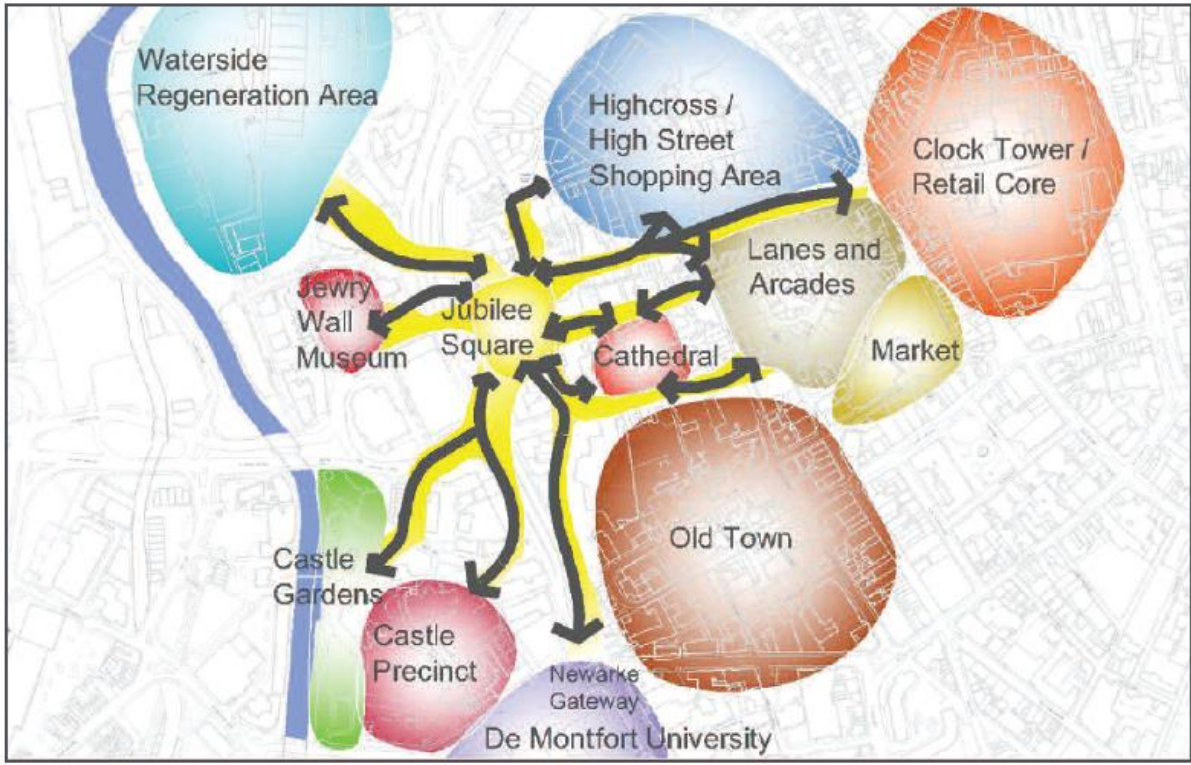 Waterside
Regeneration Area
Highcross /
High Street
Shopping Area
Clock Tower /
Retail Core
Lanes and
Arcades
Jewry
Wall
Museum
Jubilee
Square
Cathedral
Market
Old Town
Castle
Gardens
Castle
Precinct
Newarke
Gateway
De Montfort University